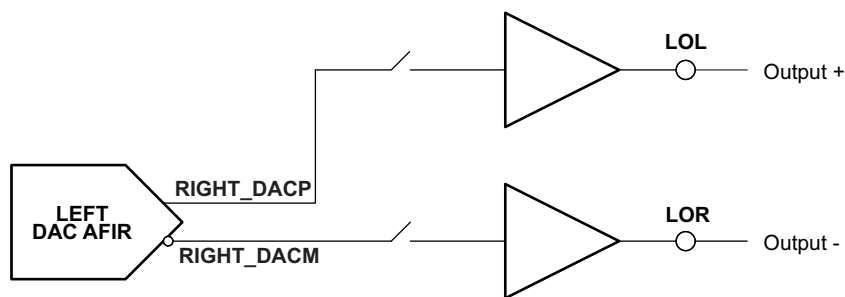 LOL
Output +
RIGHT_DACP
LEFT
DAC AFIR
RIGHT_DACM
LOR
Output -